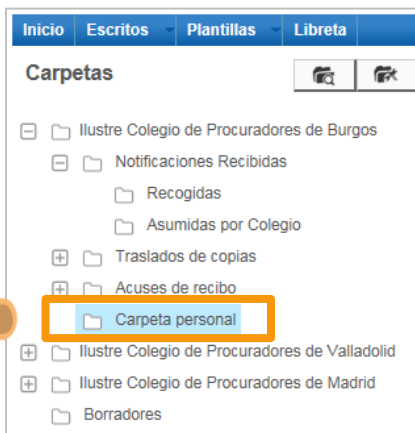 Inicio Escritos Plantillas Libreta
Carpetas
Ilustre Colegio de Procuradores de Burgos
Notificaciones Recibidas
Recogidas
Asumidas por Colegio
Traslados de copias
Acuses de recibo
Carpeta personal
Ilustre Colegio de Procuradores de Valladolid
Ilustre Colegio de Procuradores de Madrid
Borradores